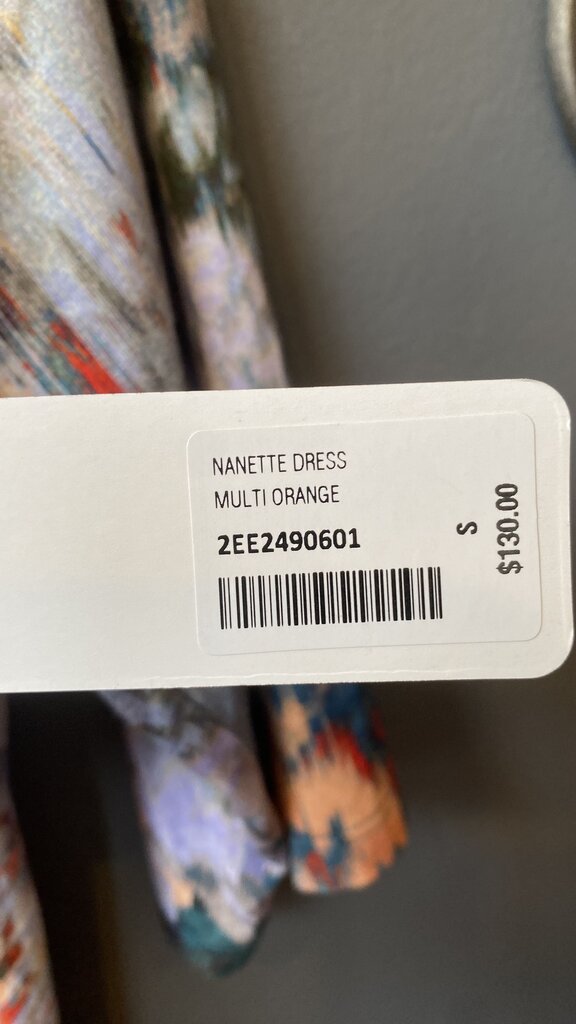 NANETTE DRESS
MULTI ORANGE
2EE2490601
S
$130.00